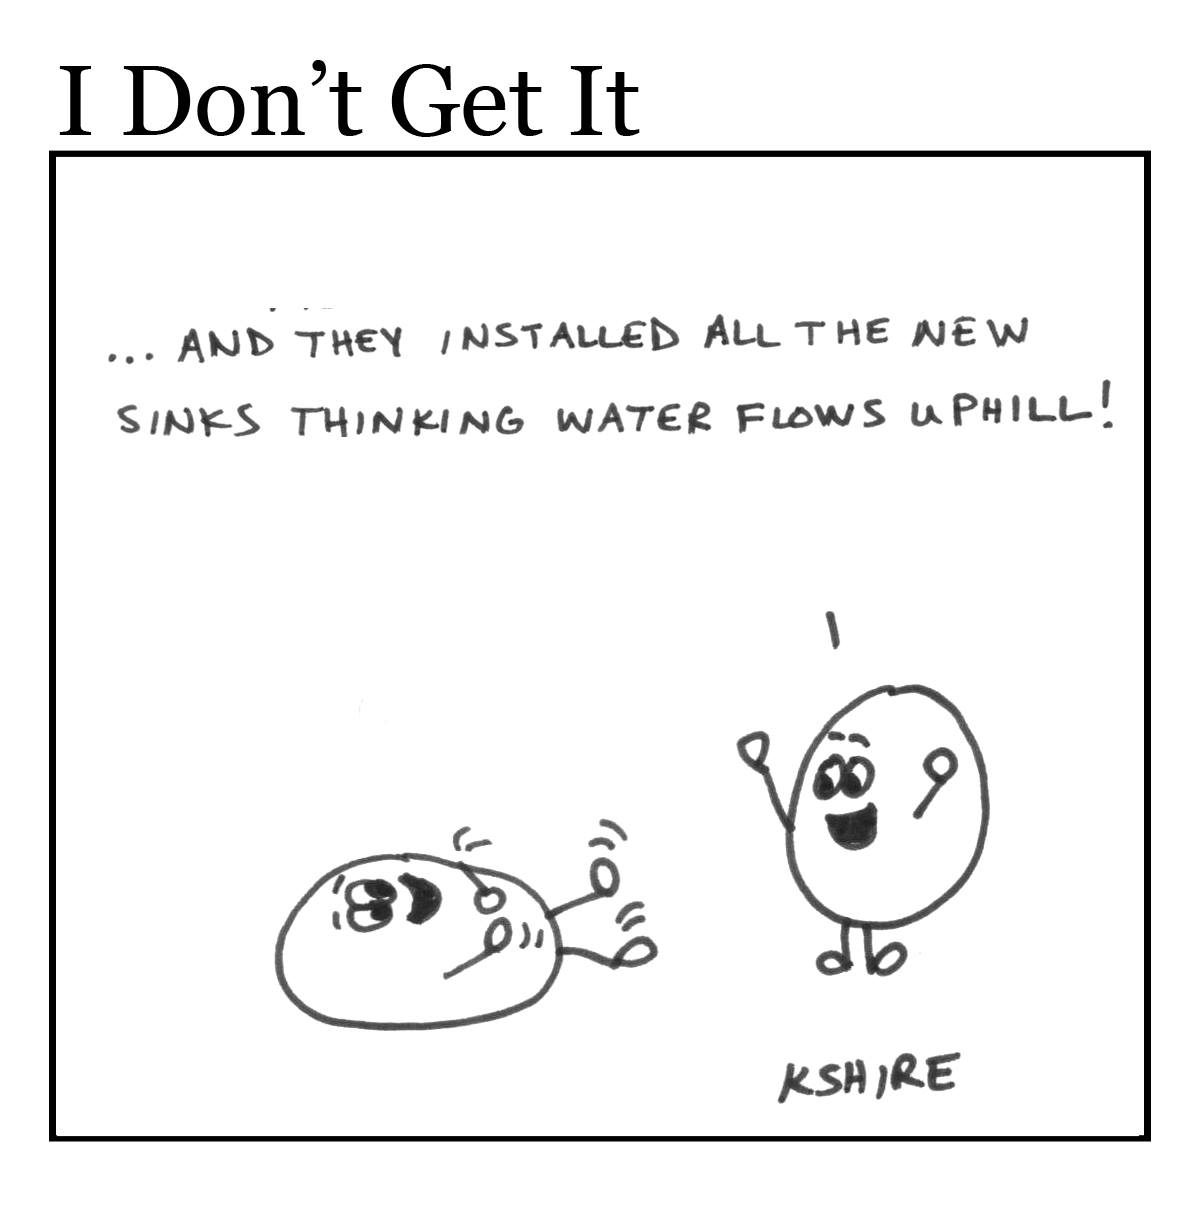 I Don’t Get It
... AND THEY INSTALLED ALL THE NEW
SINKS THINKING WATER FLOWS UPHILL!
KSHIRE